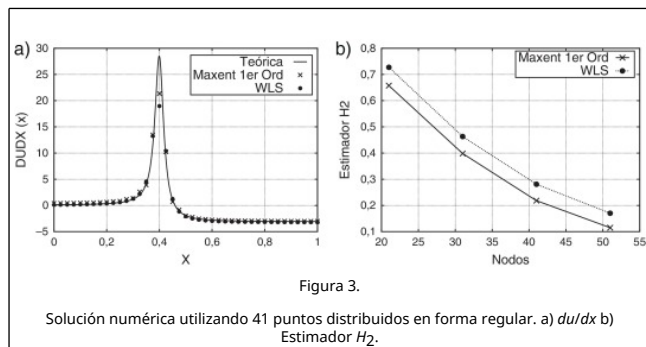 a)
30
25
20
15
10
5
0
−5
DUDX (x)
Teórica
Maxent 1er Ord
WLS
0
0,2
0,4
0,6
0,8
1
X
b)
0,8
0,7
0,6
0,5
0,4
0,3
0,2
0,1
Estimador H2
Maxent 1er Ord
WLS
20
25
30
35
40
45
50
55
Nodos
Figura 3.
Solución numérica utilizando 41 puntos distribuidos en forma regular. a) du/dx b)
Estimador H2.